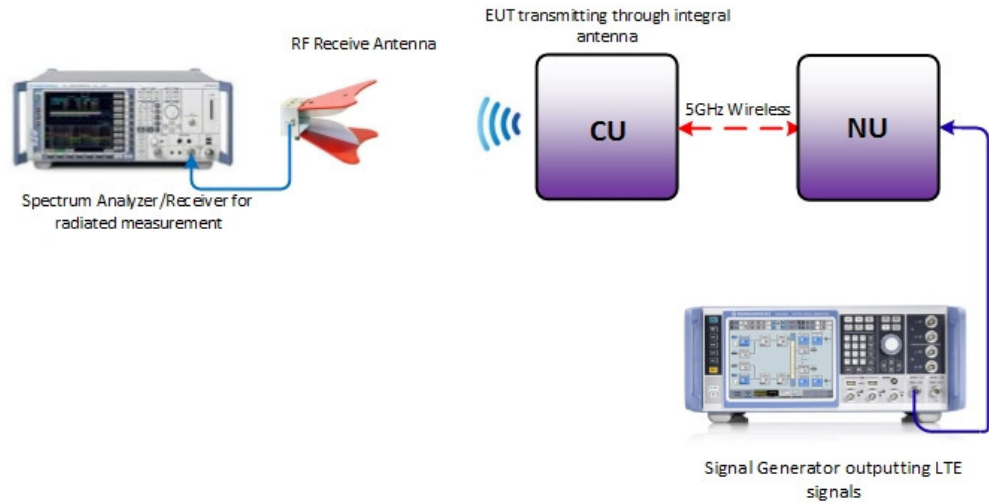 EUT transmitting through integral
antenna
RF Receive Antenna
5GHz Wireless
CU
NU
Spectrum Analyzer/Receiver for
radiated measurement
Signal Generator outputting LTE
signals